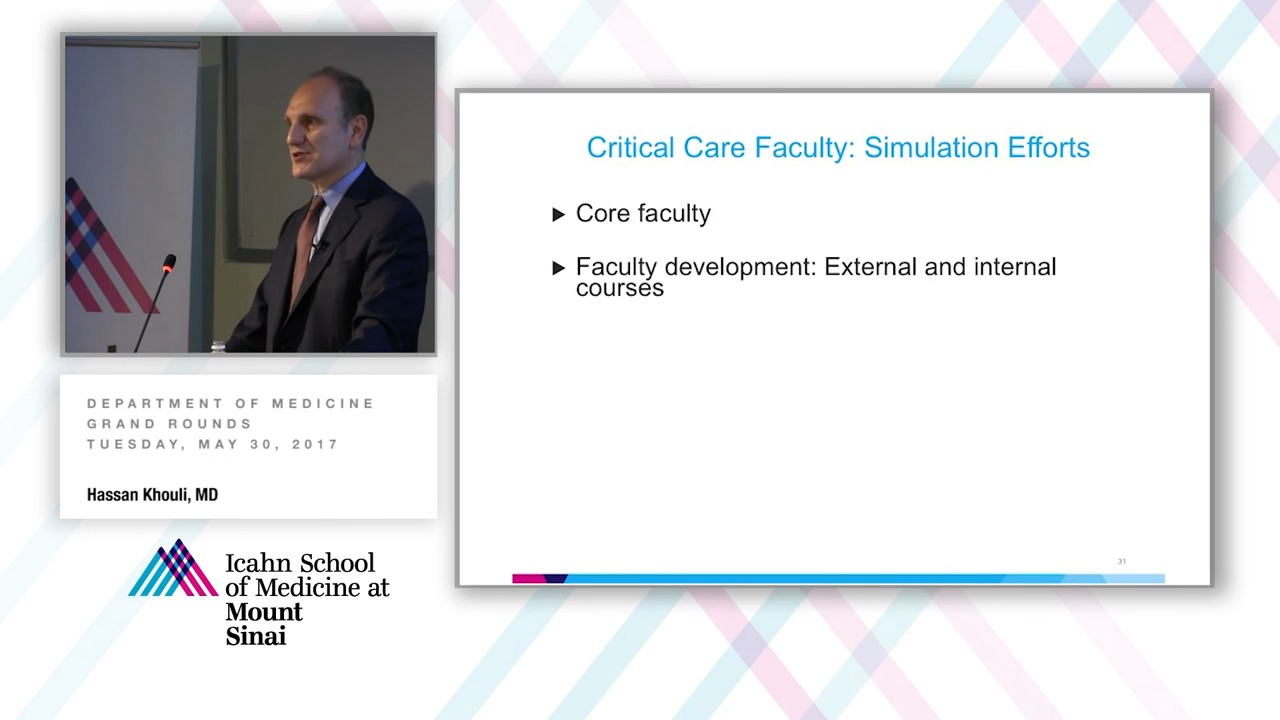 Critical Care Faculty: Simulation Efforts
Core faculty
Faculty development: External and internal
courses
31
DEPARTMENT OF MEDICINE
GRAND ROUNDS
TUESDAY, MAY 30, 2017
Hassan Khouli, MD
Icahn School
of Medicine at
Mount
Sinai